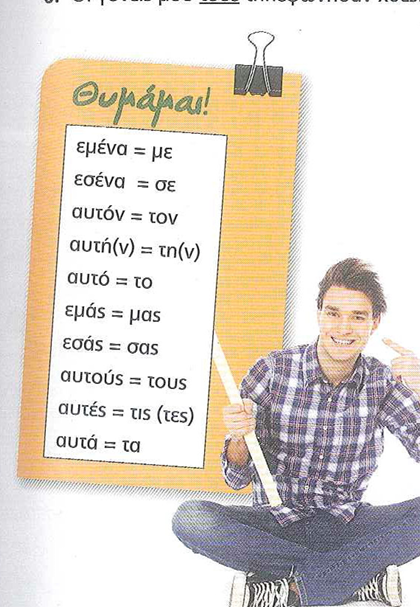 Θυμάμαι!
εμένα = με
εσένα = σε
αυτόν = τον
αυτή(ν) = τη(ν)
αυτό = το
εμάς = μας
εσάς = σας
αυτούς = τους
αυτές = τις (τες)
αυτά = τα